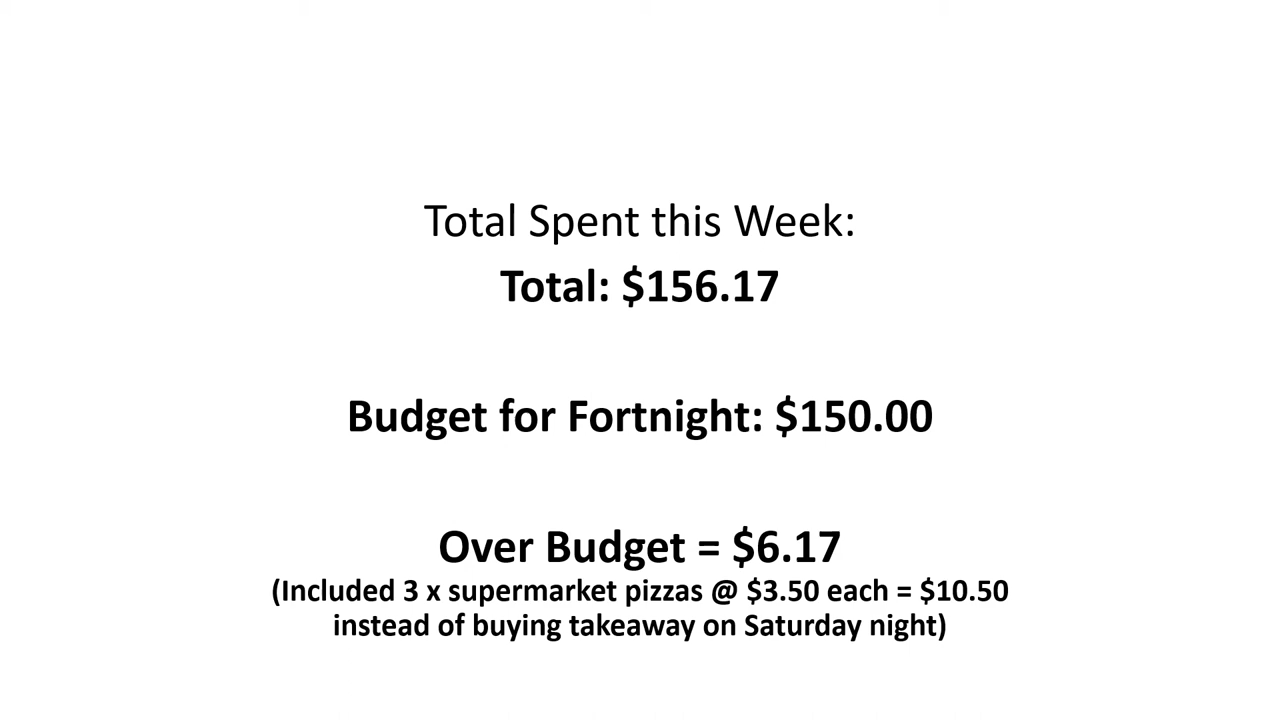 Total Spent this Week:
Total: $156.17
Budget for Fortnight: $150.00
Over Budget = $6.17
(Included 3 x supermarket pizzas @ $3.50 each = $10.50
instead of buying takeaway on Saturday night)